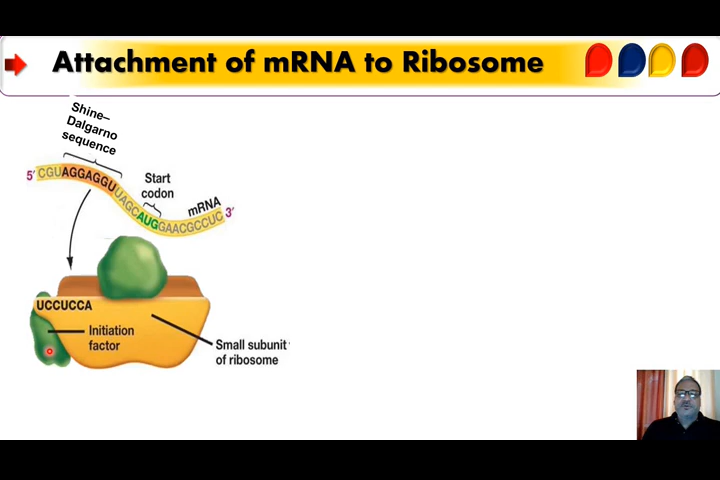 Attachment of mRNA to Ribosome
Shine–
Dalgarno
sequence
5′ CGUAGGAGGUUAGCAUGGAACGCCUC 3′
Start
codon
mRNA
UCCUCCA
Initiation
factor
Small subunit
of ribosome